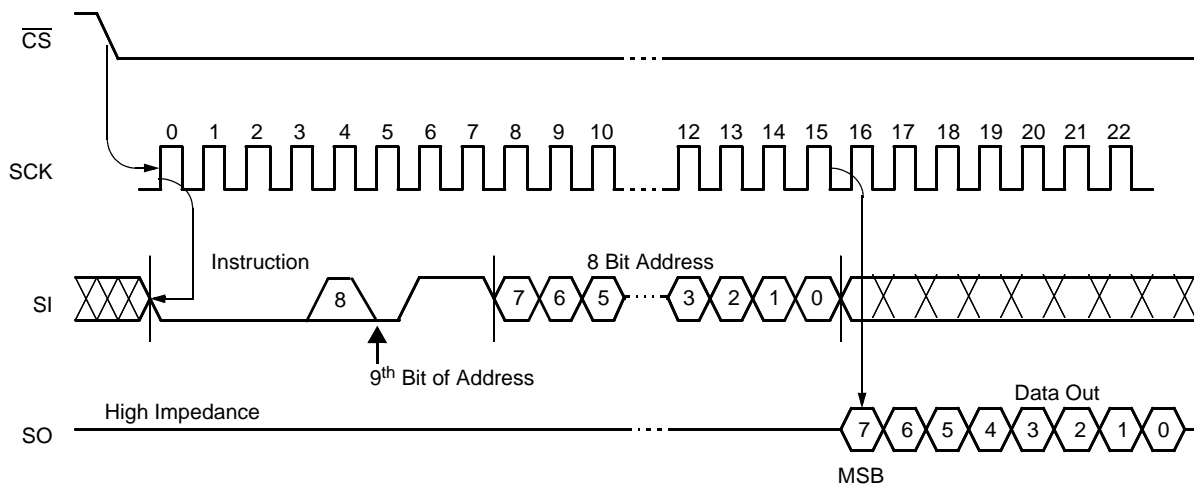 CS
0 1 2 3 4 5 6 7 8 9 10 12 13 14 15 16 17 18 19 20 21 22
SCK
Instruction 8 Bit Address
SI 8 7 6 5 3 2 1 0
9th Bit of Address
High Impedance Data Out
SO 7 6 5 4 3 2 1 0
MSB